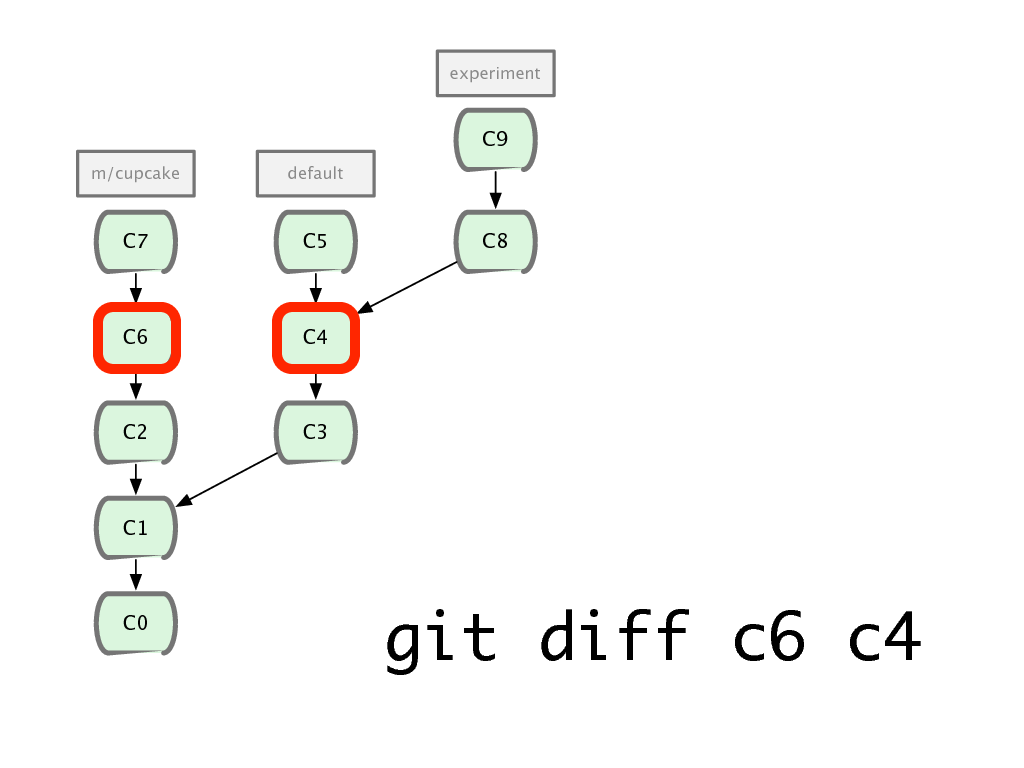 experiment
C9
m/cupcake
default
C7
C5
C8
C6
C4
C2
C3
C1
C0
git diff c6 c4